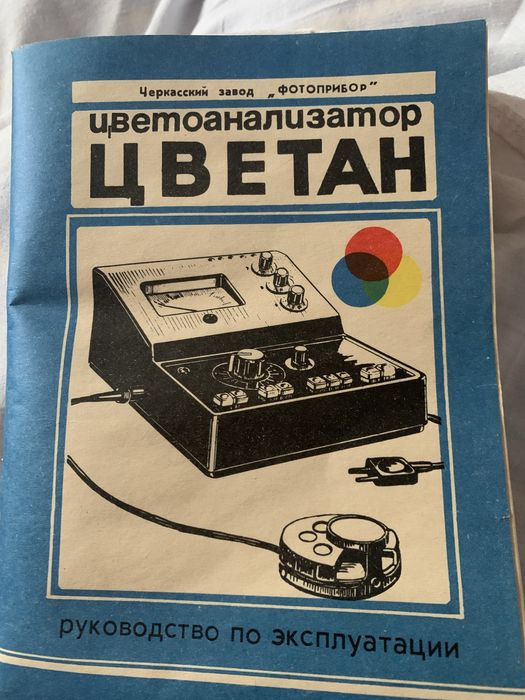 Черкасский завод „ФОТОПРИБОР"
цветоанализатор
ЦВЕТАН
руководство по эксплуатации